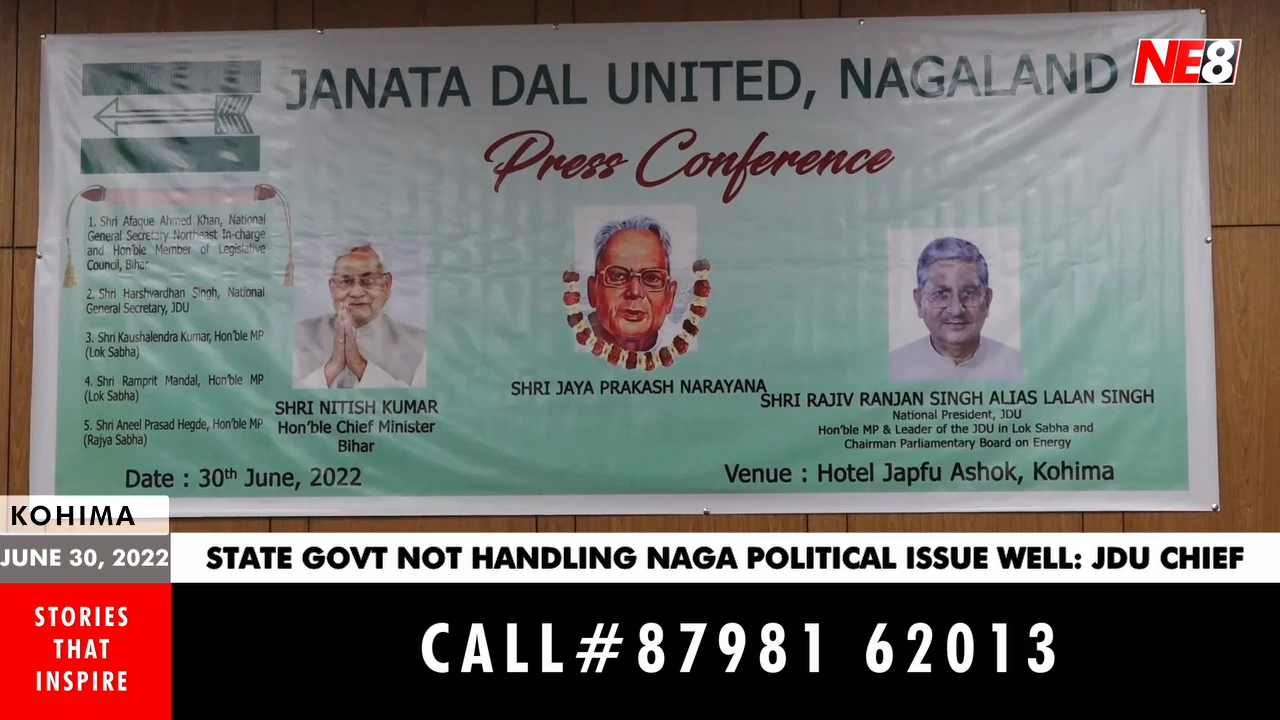 NE8
JANATA DAL UNITED, NAGALAND
Press Conference
1. Shri Afaque Ahmed Khan, National
General Secretary Northeast In-charge
and Hon'ble Member of Legislative
Council, Bihar.
2. Shri Harshvardhan Singh, National
General Secretary, JDU
3. Shri Kaushalendra Kumar, Hon'ble MP
(Lok Sabha)
4. Shri Ramprit Mandal, Hon'ble MP
(Lok Sabha)
5. Shri Aneel Prasad Hegde, Hon'ble MP
(Rajya Sabha)
SHRI NITISH KUMAR
Hon'ble Chief Minister
Bihar
SHRI JAYA PRAKASH NARAYANA
SHRI RAJIV RANJAN SINGH ALIAS LALAN SINGH
National President, JDU
Hon'ble MP & Leader of the JDU in Lok Sabha and
Chairman Parliamentary Board on Energy
Date : 30th June, 2022
Venue : Hotel Japfu Ashok, Kohima
KOHIMA
JUNE 30, 2022
STATE GOVT NOT HANDLING NAGA POLITICAL ISSUE WELL: JDU CHIEF
STORIES
THAT
INSPIRE
CALL#87981 62013